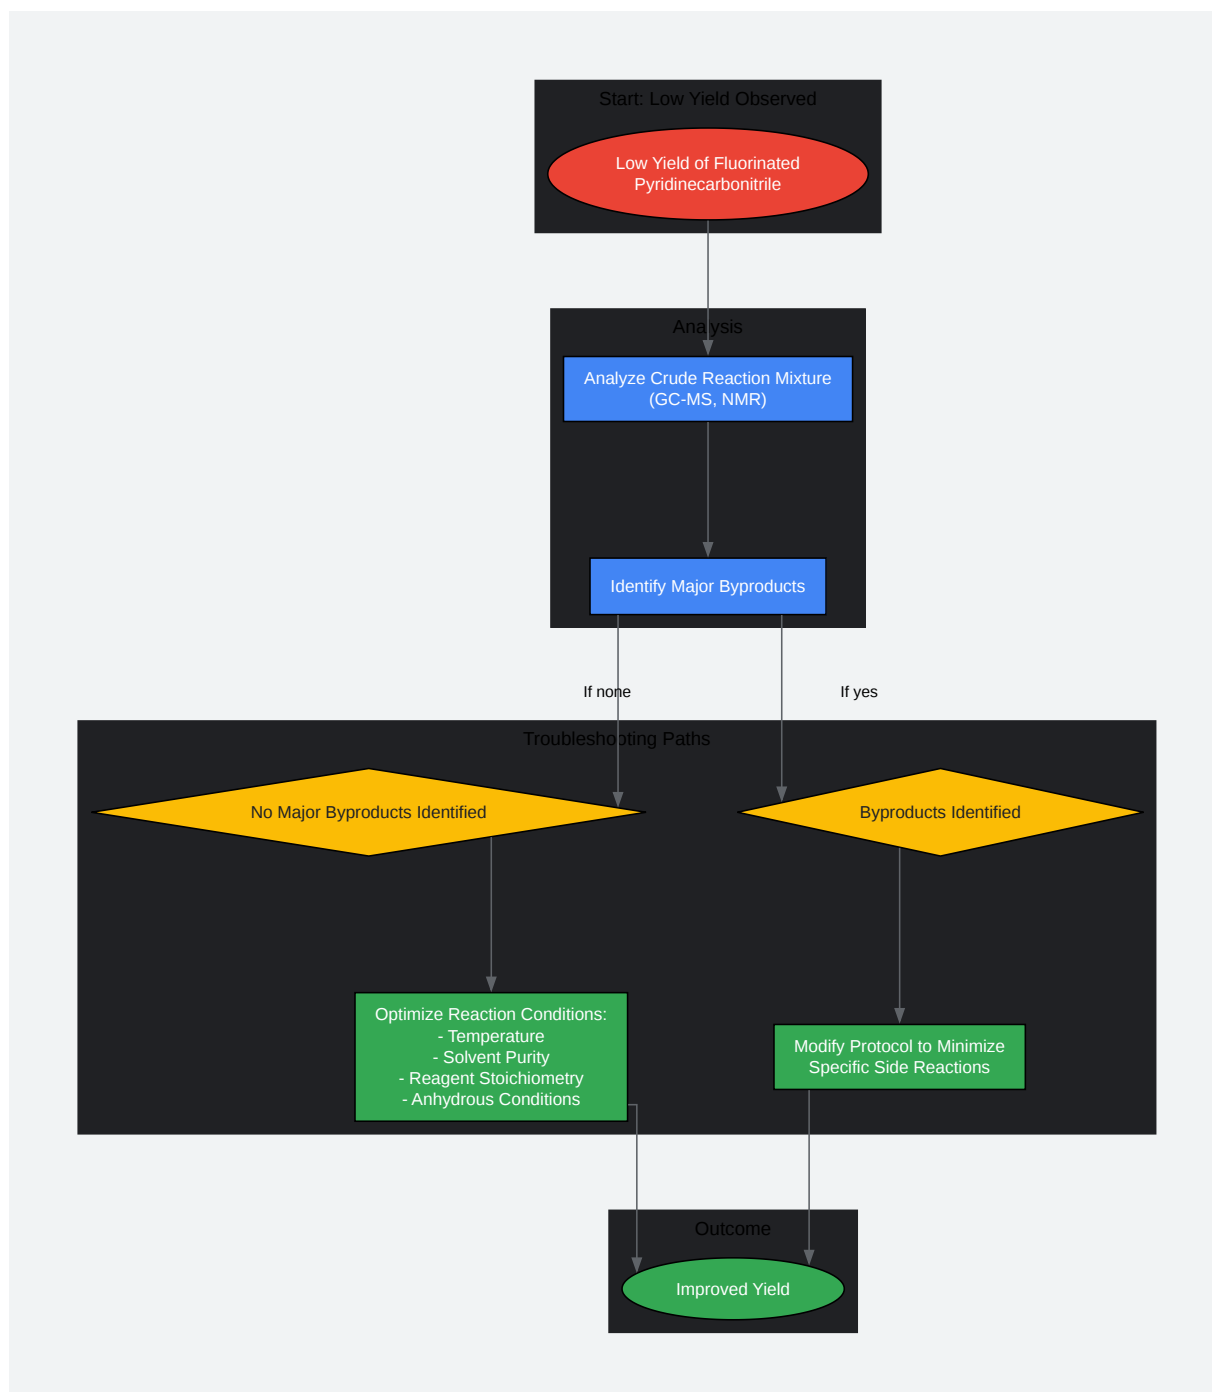 Start: Low Yield Observed
Low Yield of Fluorinated
Pyridinecarbonitrile
Analysis
Analyze Crude Reaction Mixture
(GC-MS, NMR)
Identify Major Byproducts
If none
If yes
Troubleshooting Paths
No Major Byproducts Identified
Byproducts Identified
Optimize Reaction Conditions:
- Temperature
- Solvent Purity
- Reagent Stoichiometry
- Anhydrous Conditions
Modify Protocol to Minimize
Specific Side Reactions
Outcome
Improved Yield